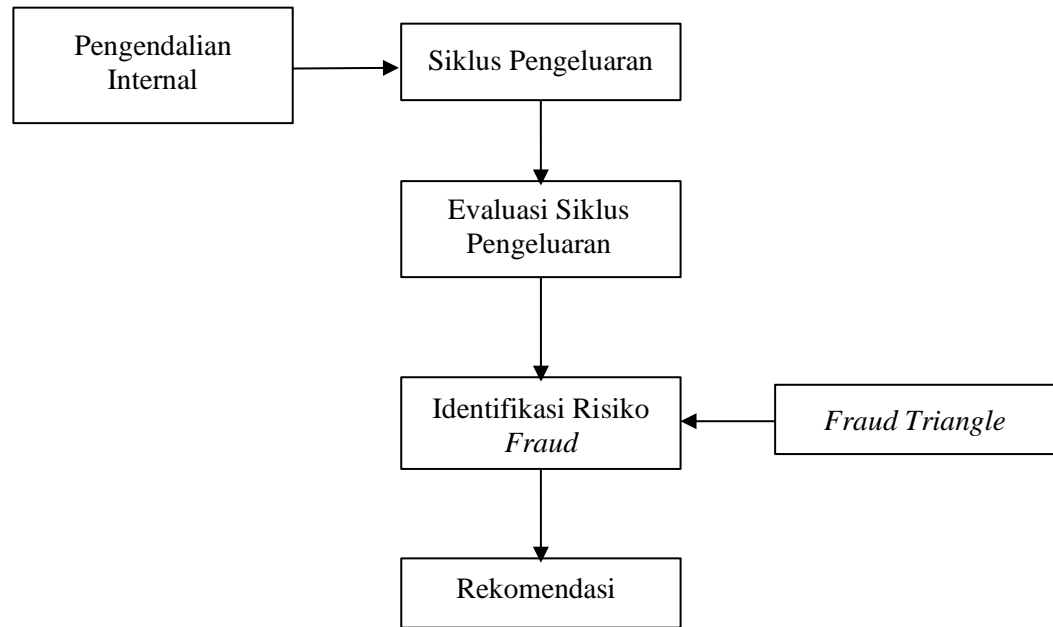 Pengendalian
Internal
Siklus Pengeluaran
Evaluasi Siklus
Pengeluaran
Identifikasi Risiko
Fraud
Fraud Triangle
Rekomendasi